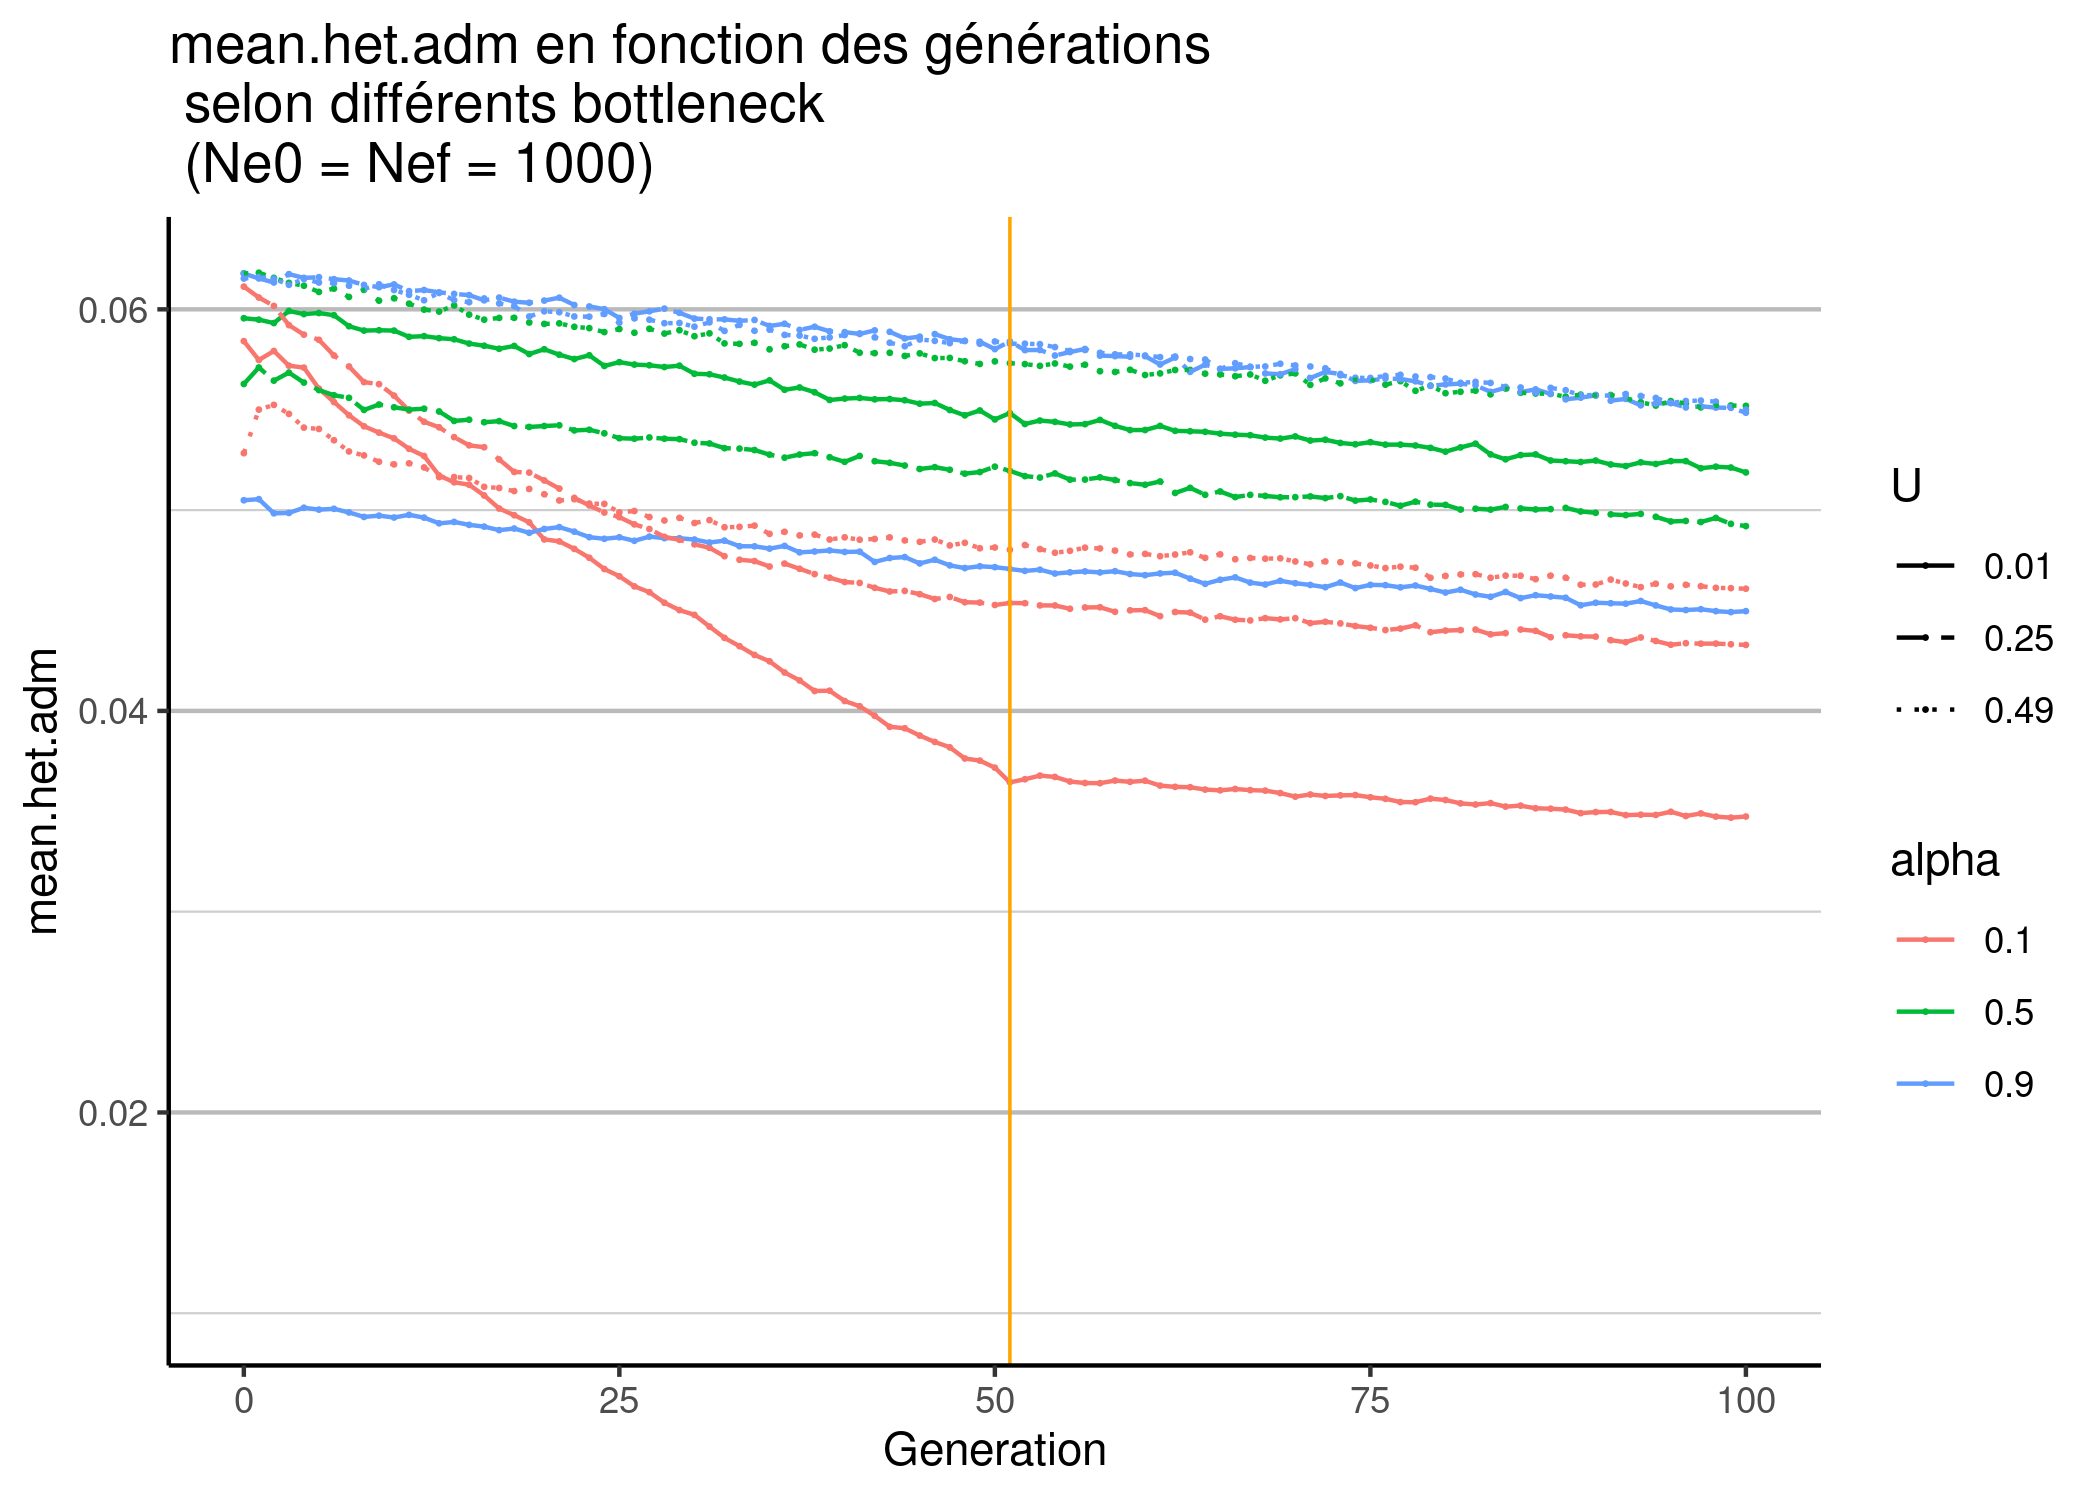 mean.het.adm en fonction des générations
selon différents bottleneck
(Ne0 = Nef = 1000)
mean.het.adm
0.06
0.04
0.02
0
25
50
75
100
Generation
U
0.01
0.25
0.49
alpha
0.1
0.5
0.9